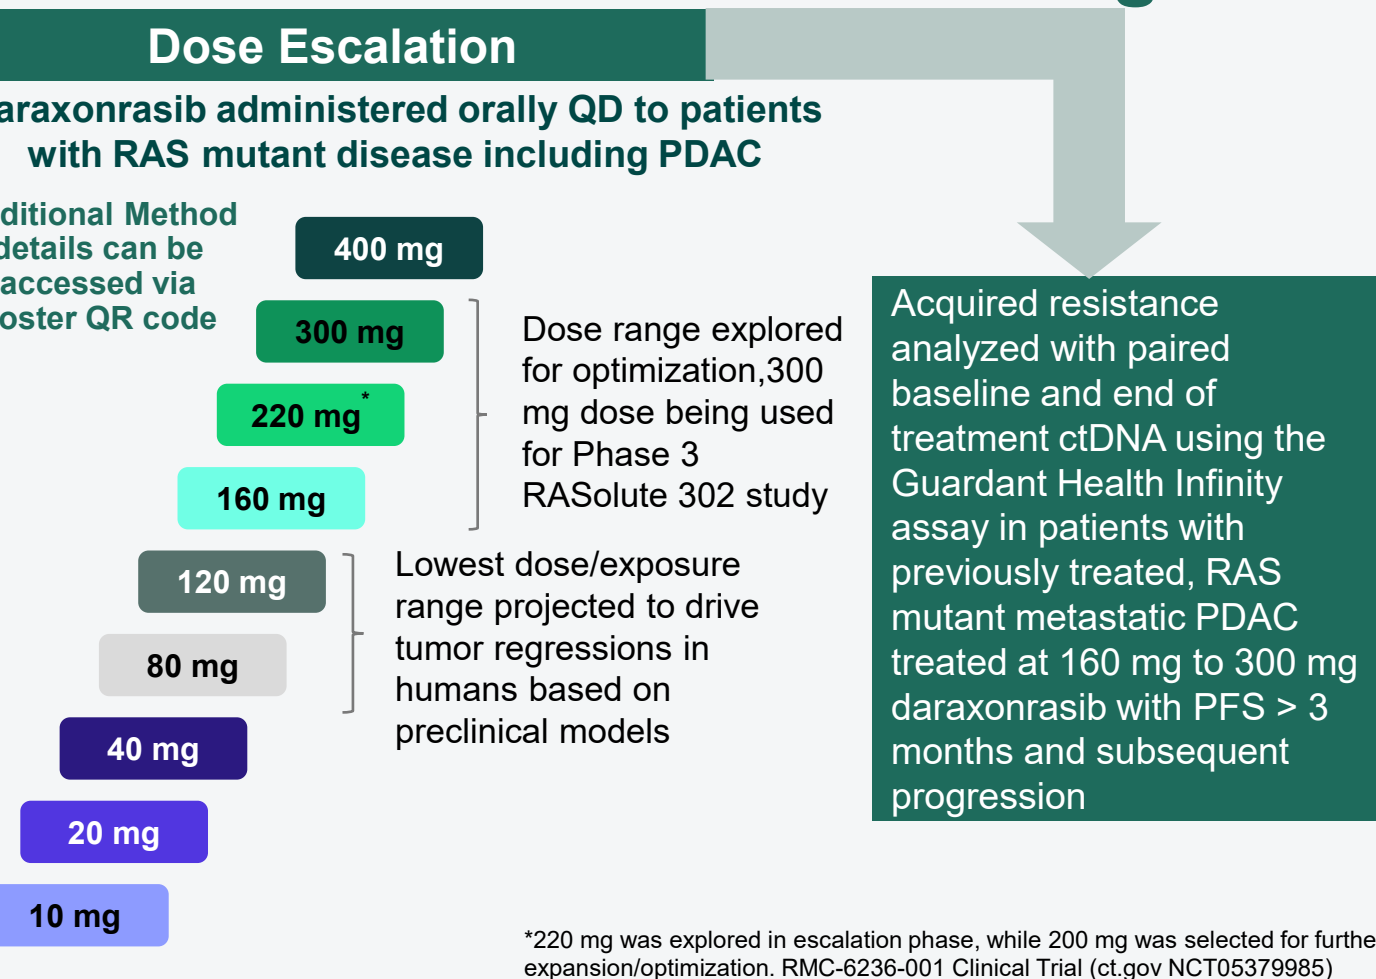 Dose Escalation
araxonrasib administered orally QD to patients
with RAS mutant disease including PDAC
ditional Method
details can be
accessed via
oster QR code
400 mg
300 mg
220 mg*
160 mg
120 mg
80 mg
40 mg
20 mg
10 mg
Dose range explored
for optimization,300
mg dose being used
for Phase 3
RASolute 302 study
Lowest dose/exposure
range projected to drive
tumor regressions in
humans based on
preclinical models
Acquired resistance
analyzed with paired
baseline and end of
treatment ctDNA using the
Guardant Health Infinity
assay in patients with
previously treated, RAS
mutant metastatic PDAC
treated at 160 mg to 300 mg
daraxonrasib with PFS > 3
months and subsequent
progression
*220 mg was explored in escalation phase, while 200 mg was selected for furthe
expansion/optimization. RMC-6236-001 Clinical Trial (ct.gov NCT05379985)